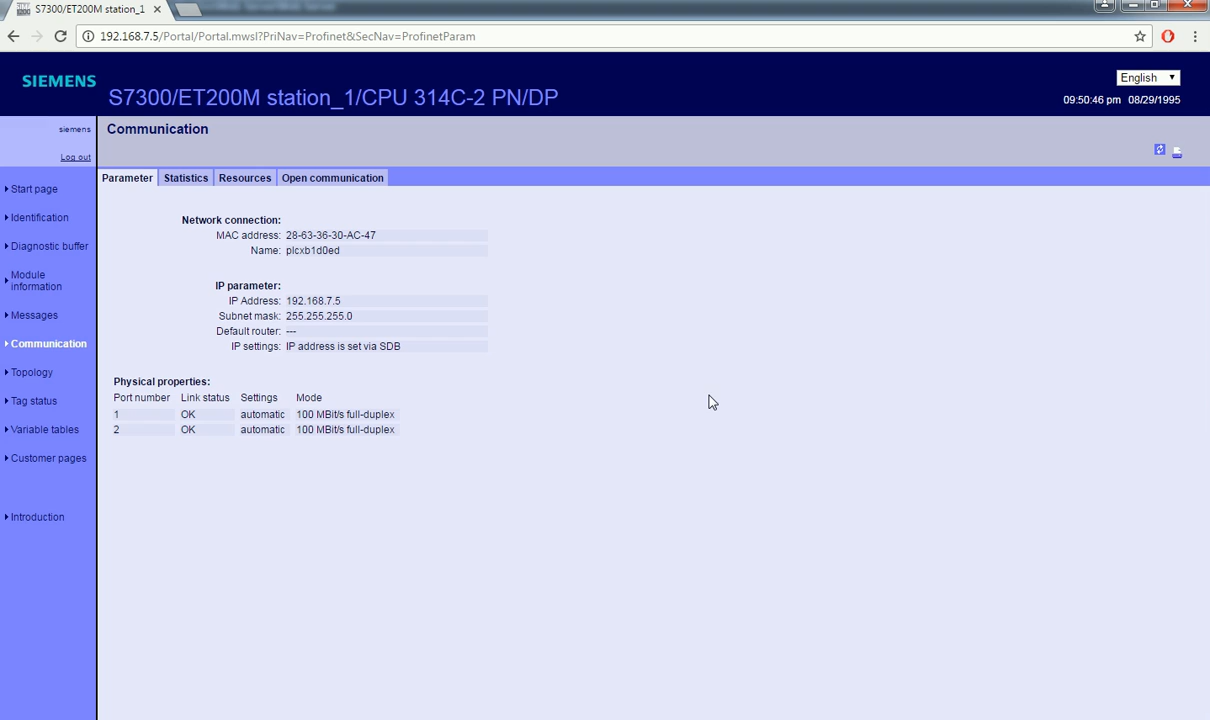 S7300/ET200M station_1
192.168.7.5/Portal/Portal.mwsl?PriNav=Profinet&SecNav=ProfinetParam
SIEMENS
S7300/ET200M station_1/CPU 314C-2 PN/DP
English
09:50:46 pm 08/29/1995
siemens
Log out
Communication
Start page
Identification
Diagnostic buffer
Module
information
Messages
Communication
Topology
Tag status
Variable tables
Customer pages
Introduction
Parameter Statistics Resources Open communication
Network connection:
MAC address: 28-63-36-30-AC-47
Name: plcxb1d0ed
IP parameter:
IP Address: 192.168.7.5
Subnet mask: 255.255.255.0
Default router: ---
IP settings: IP address is set via SDB
Physical properties:
Port number Link status Settings Mode
1 OK automatic 100 MBit/s full-duplex
2 OK automatic 100 MBit/s full-duplex